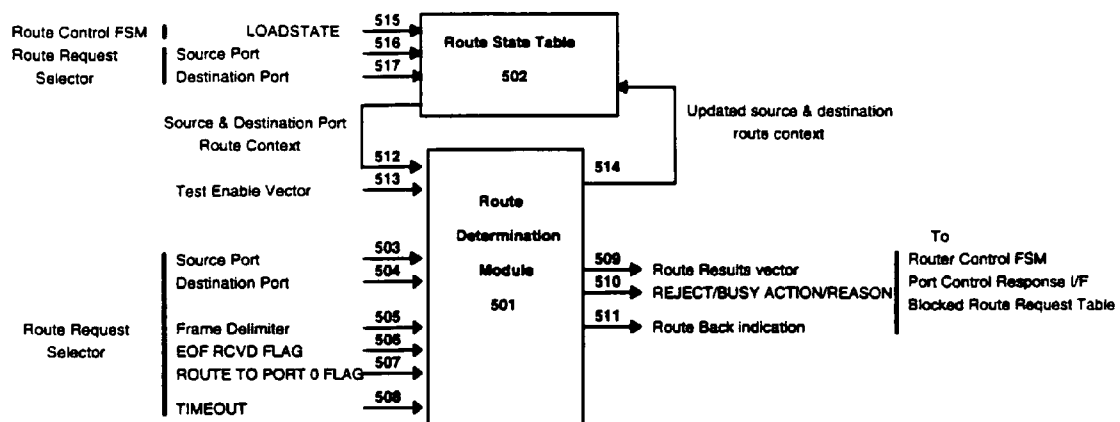 Route Control FSM
LOADSTATE
515
Route Request
Selector
Source Port
516
Destination Port
517
Route State Table
502
Source & Destination Port
Route Context
512
Test Enable Vector
513
Updated source & destination
route context
514
Route
Determination
Module
501
Route Request
Selector
Source Port
503
Destination Port
504
Frame Delimiter
505
EOF RCVD FLAG
506
ROUTE TO PORT 0 FLAG
507
TIMEOUT
508
509
Route Results vector
510
REJECT/BUSY ACTION/REASON
511
Route Back indication
To
Router Control FSM
Port Control Response I/F
Blocked Route Request Table